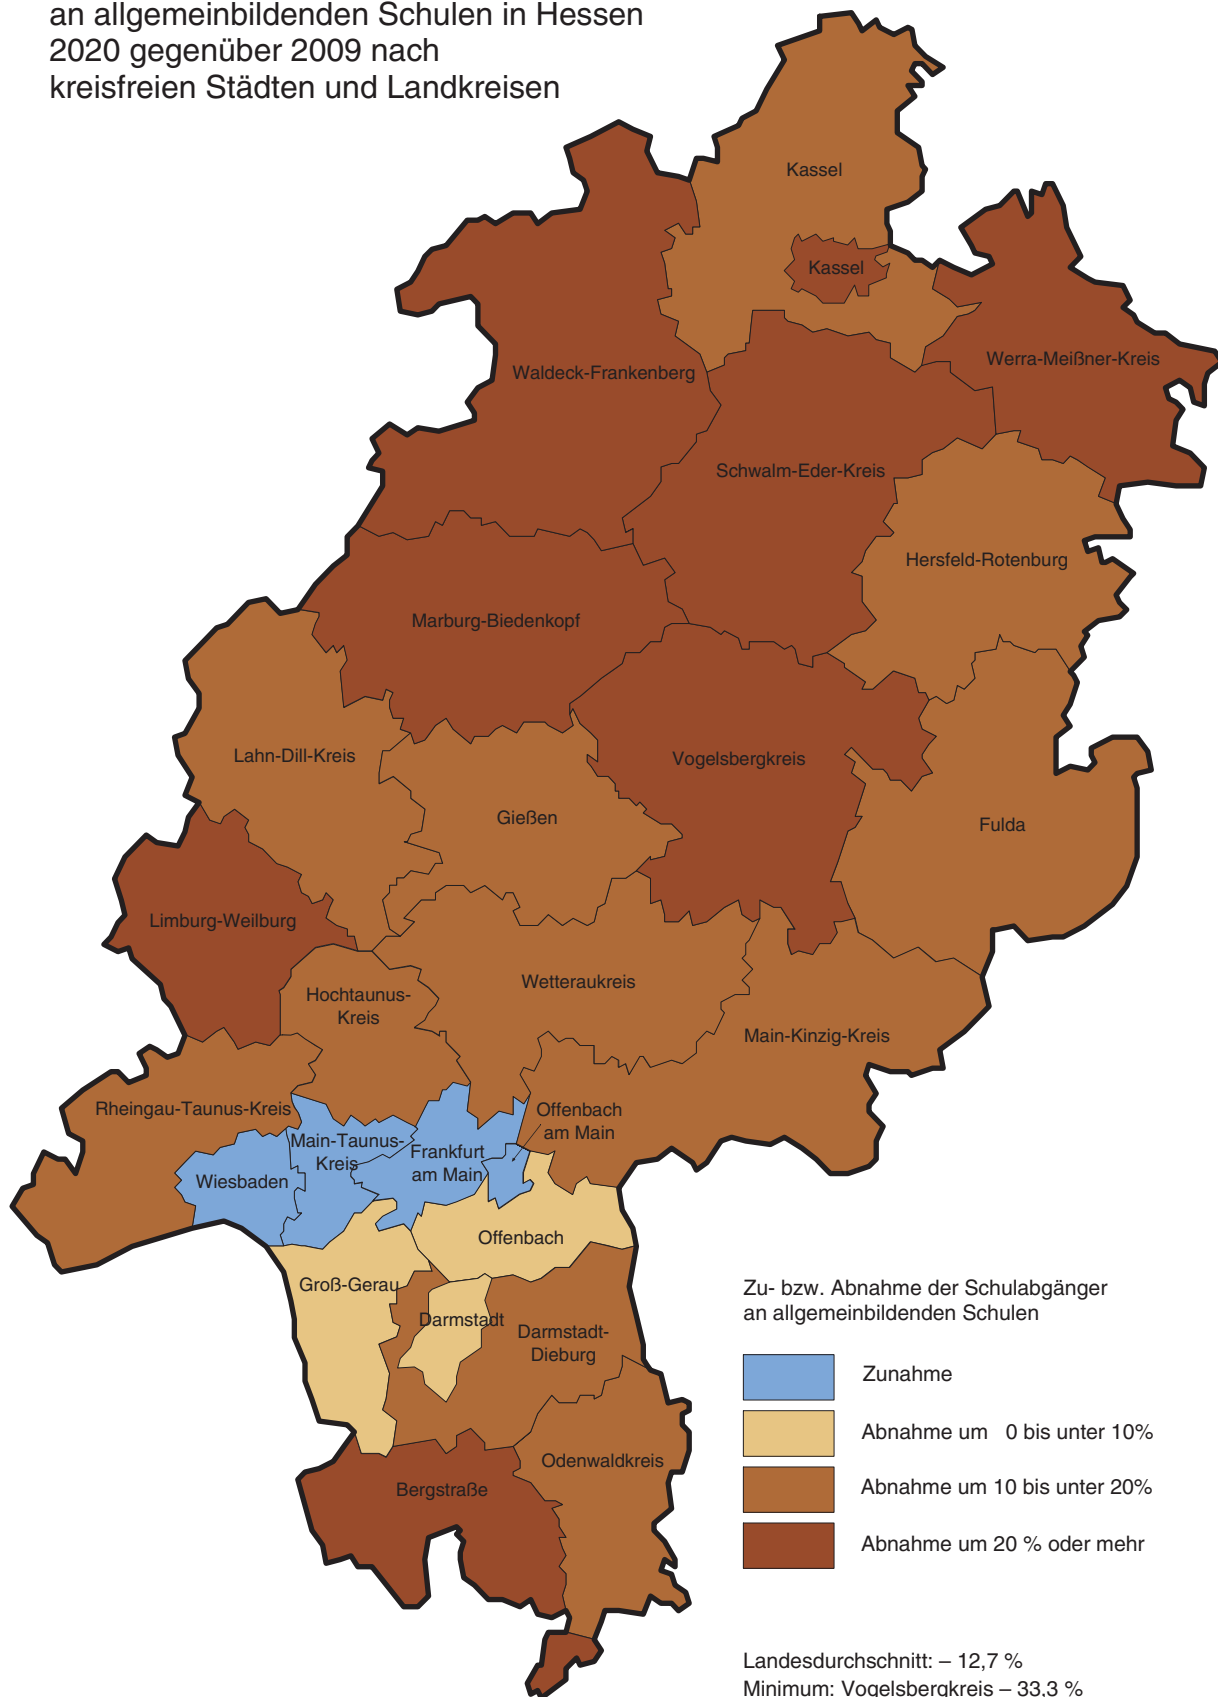 an allgemeinbildenden Schulen in Hessen
2020 gegenüber 2009 nach
kreisfreien Städten und Landkreisen
Kassel
Kassel
Werra-Meißner-Kreis
Waldeck-Frankenberg
Schwalm-Eder-Kreis
Hersfeld-Rotenburg
Marburg-Biedenkopf
Lahn-Dill-Kreis
Vogelsbergkreis
Gießen
Fulda
Limburg-Weilburg
Wetteraukreis
Hochtaunus-
Kreis
Main-Kinzig-Kreis
Rheingau-Taunus-Kreis
Offenbach
am Main
Main-Taunus-
Kreis
Frankfurt
am Main
Wiesbaden
Offenbach
Groß-Gerau
Darmstadt
Darmstadt-
Dieburg
Odenwaldkreis
Bergstraße
Zu- bzw. Abnahme der Schulabgänger
an allgemeinbildenden Schulen
Zunahme
Abnahme um 0 bis unter 10%
Abnahme um 10 bis unter 20%
Abnahme um 20 % oder mehr
Landesdurchschnitt: – 12,7 %
Minimum: Vogelsbergkreis – 33,3 %